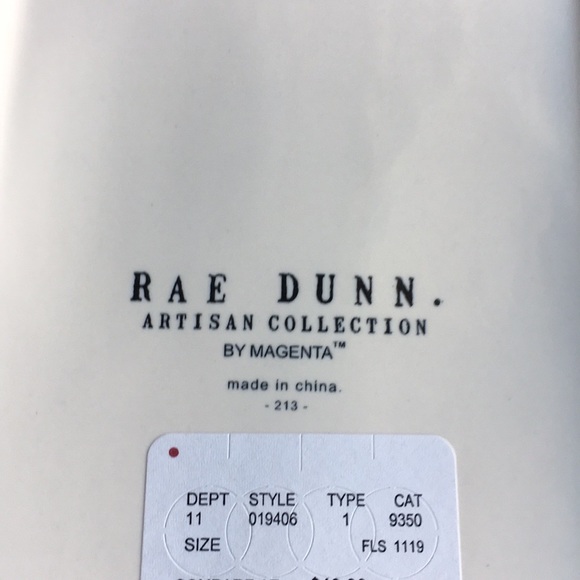 RAE DUNN.
ARTISAN COLLECTION
BY MAGENTA™
made in china.
- 213 -
DEPT STYLE TYPE CAT
11 019406 1 9350
SIZE FLS 1119